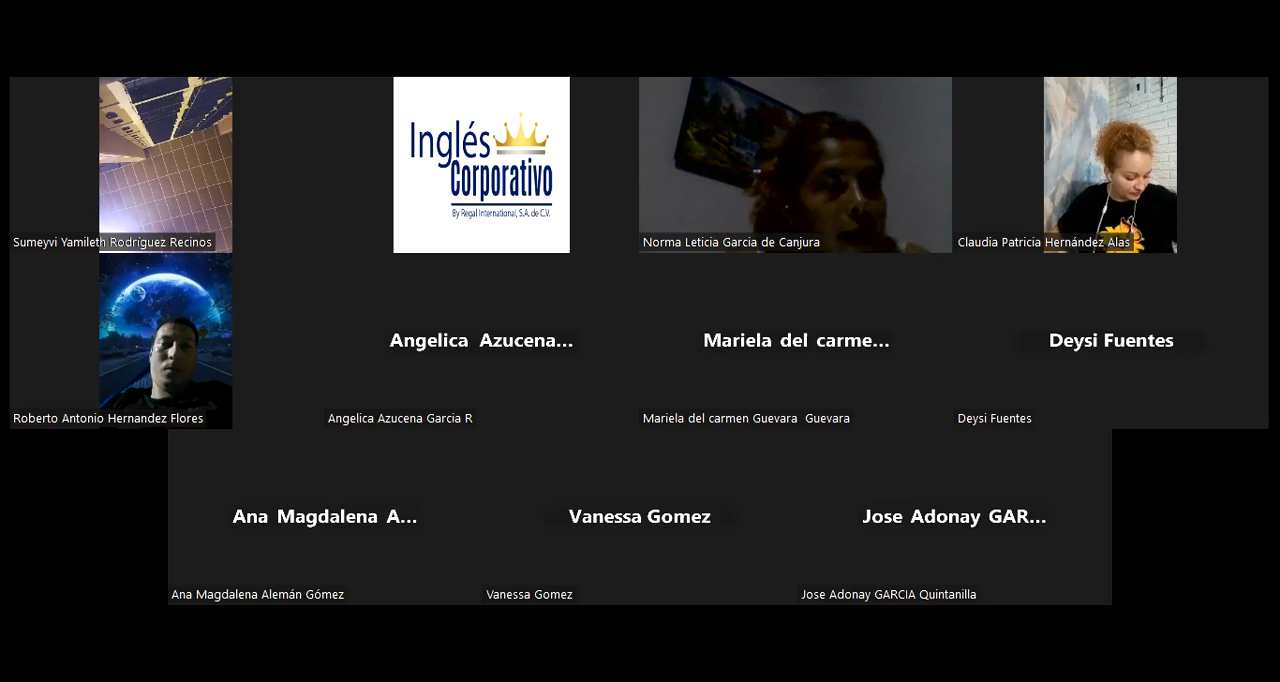 Inglés
Corporativo
By Regal International, S.A. de C.V.
Sumeyvi Yamileth Rodríguez Recinos
Norma Leticia Garcia de Canjura
Claudia Patricia Hernández Alas
Angelica Azucena...
Mariela del carme...
Deysi Fuentes
Roberto Antonio Hernandez Flores
Angelica Azucena Garcia R
Mariela del carmen Guevara  Guevara
Deysi Fuentes
Ana Magdalena A...
Vanessa Gomez
Jose Adonay GAR...
Ana Magdalena Alemán Gómez
Vanessa Gomez
Jose Adonay GARCIA Quintanilla